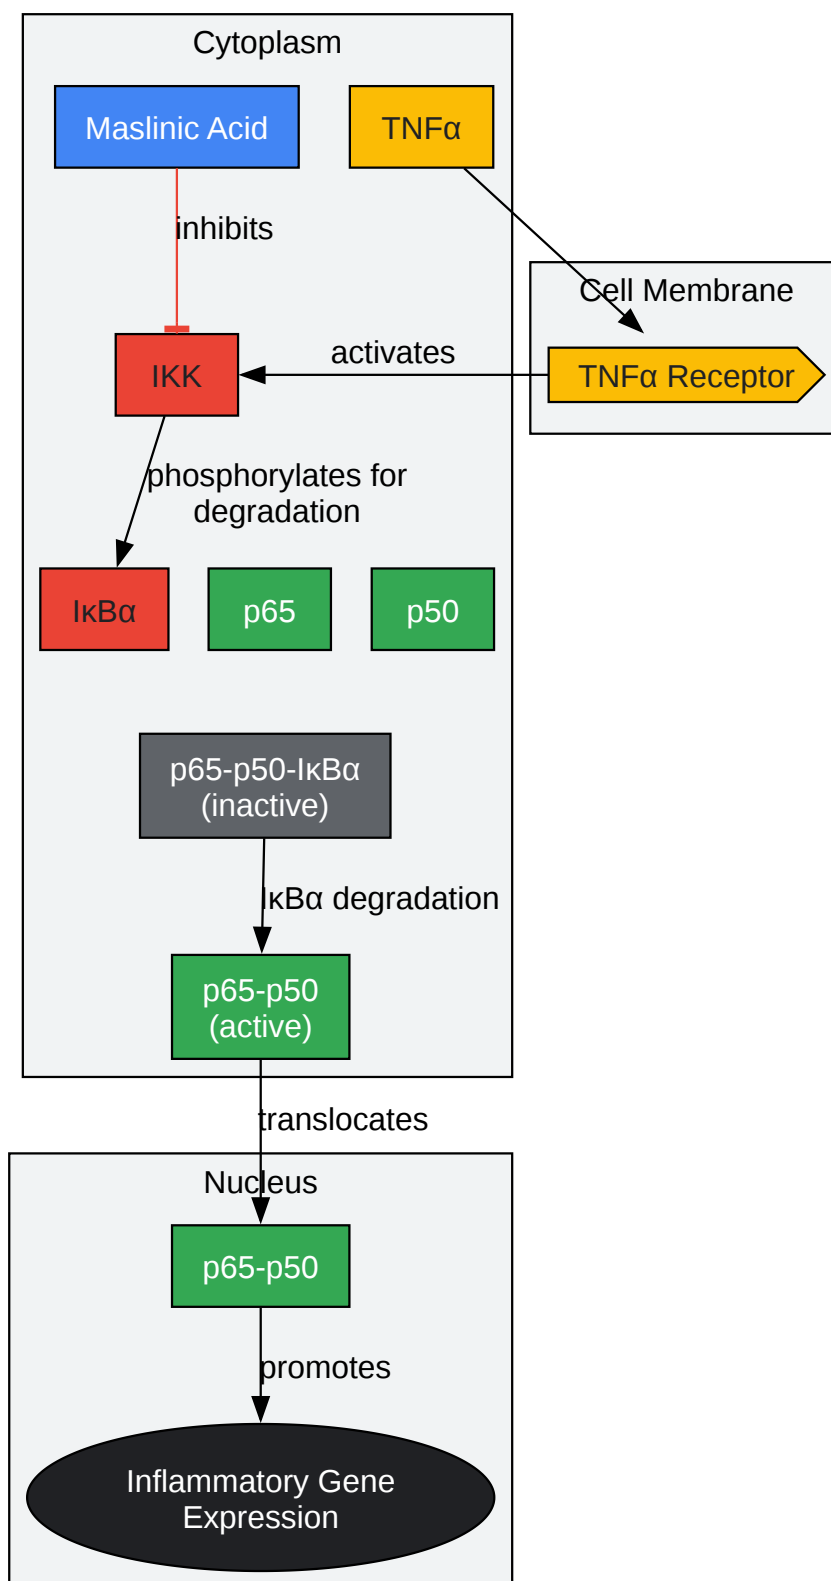 Cytoplasm
Maslinic Acid
TNFα
inhibits
Cell Membrane
activates
IKK
TNFα Receptor
phosphorylates for
degradation
IκBα
p65
p50
p65-p50-IκBα
(inactive)
IκBα degradation
p65-p50
(active)
translocates
Nucleus
p65-p50
promotes
Inflammatory Gene
Expression